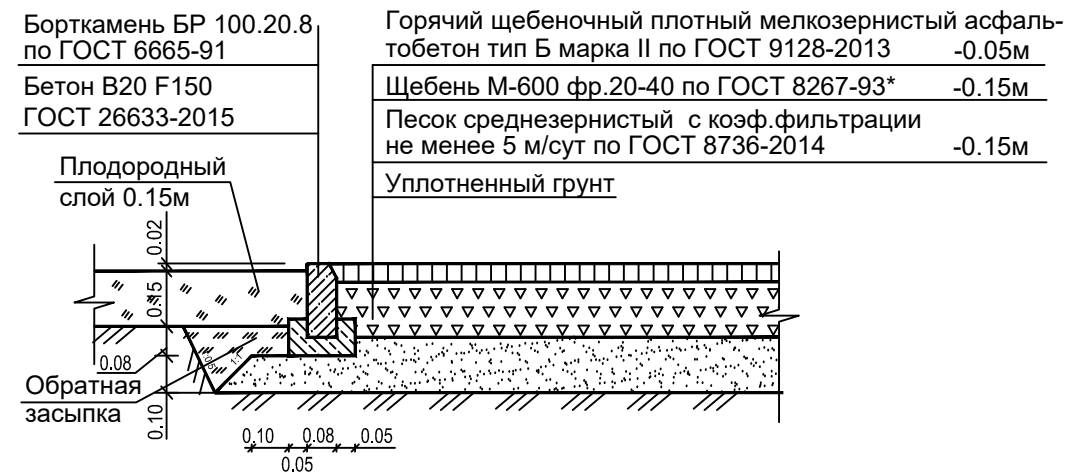 Борткамень БР 100.20.8
по ГОСТ 6665-91
Бетон В20 F150
ГОСТ 26633-2015
Плодородный
слой 0.15м
Горячий щебеночный плотный мелкозернистый асфаль-
тобетон тип Б марка II по ГОСТ 9128-2013 -0.05м
Щебень М-600 фр.20-40 по ГОСТ 8267-93* -0.15м
Песок среднезернистый с коэф.фильтрации
не менее 5 м/сут по ГОСТ 8736-2014 -0.15м
Уплотненный грунт
0.02
0.15
0.08
0.10
Обратная
засыпка
1:1
0.10 0.08 0.05
0.05